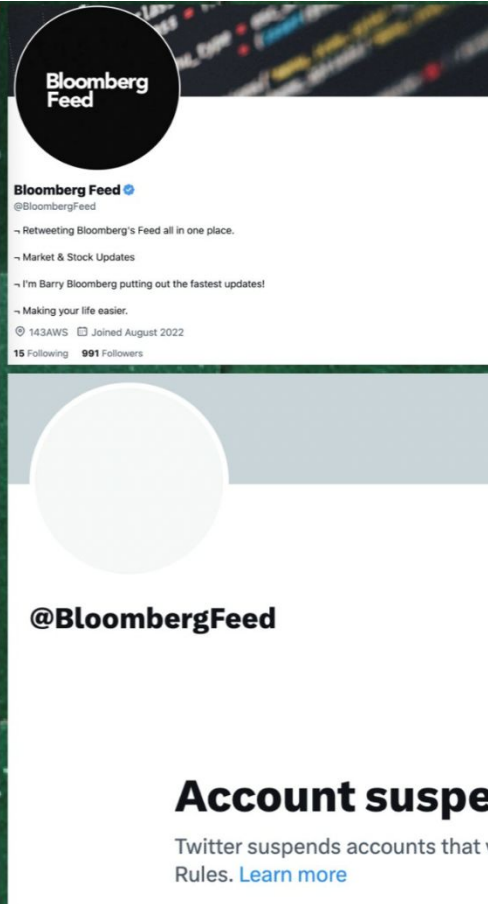 Bloomberg
Feed
Bloomberg Feed
@BloombergFeed
¬ Retweeting Bloomberg's Feed all in one place.
¬ Market & Stock Updates
¬ I'm Barry Bloomberg putting out the fastest updates!
¬ Making your life easier.
143AWS Joined August 2022
15 Following 991 Followers
@BloombergFeed
Account suspe
Twitter suspends accounts that
Rules. Learn more